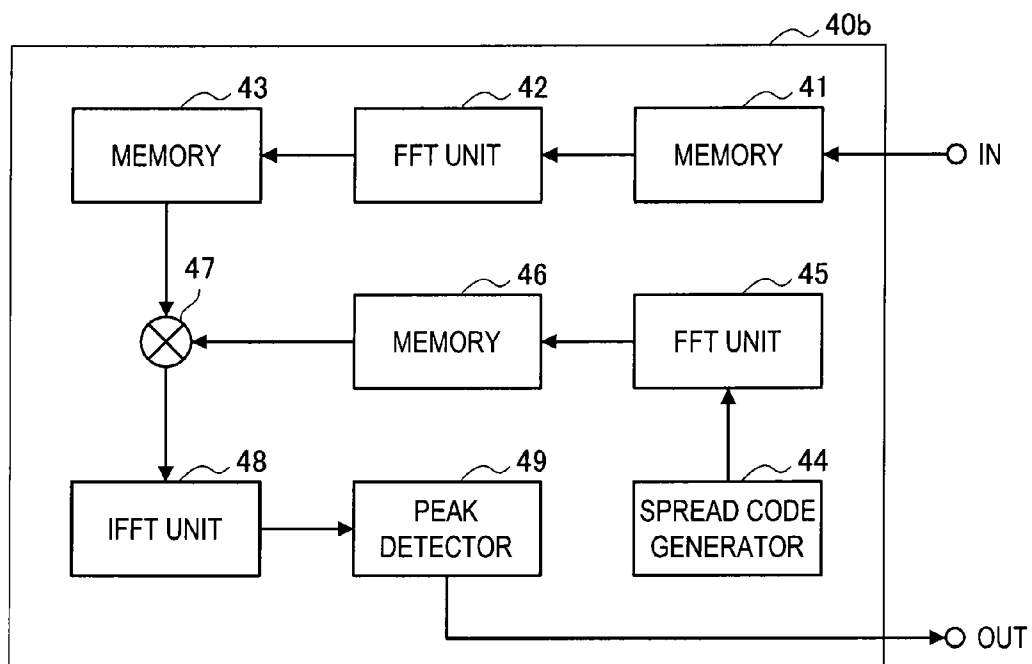 40b
43
42
41
MEMORY
FFT UNIT
MEMORY
IN
47
46
45
MEMORY
FFT UNIT
48
49
44
IFFT UNIT
PEAK
DETECTOR
SPREAD CODE
GENERATOR
OUT